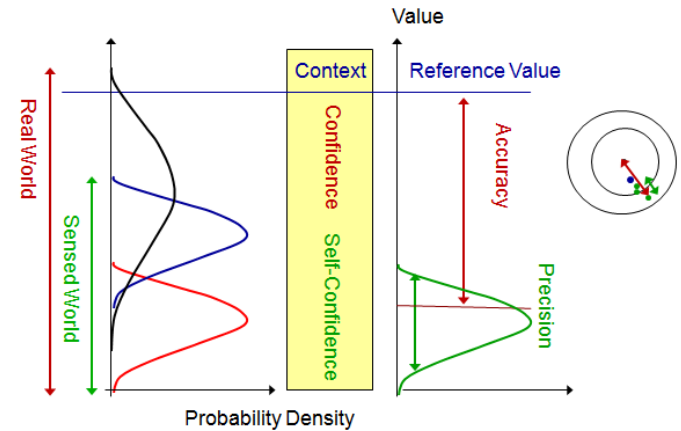 Value
Context
Reference Value
Real World
Sensed World
Confidence
Self-Confidence
Accuracy
Precision
Probability Density